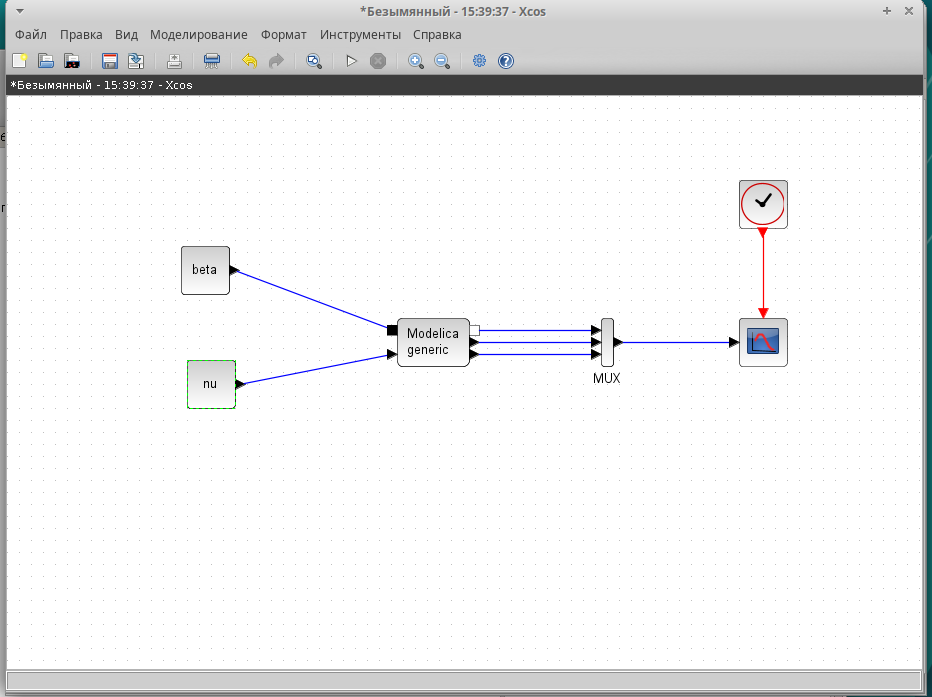 *Безымянный - 15:39:37 - Xcos
Файл Правка Вид Моделирование Формат Инструменты Справка
*Безымянный - 15:39:37 - Xcos
beta
Modelica
generic
MUX
nu